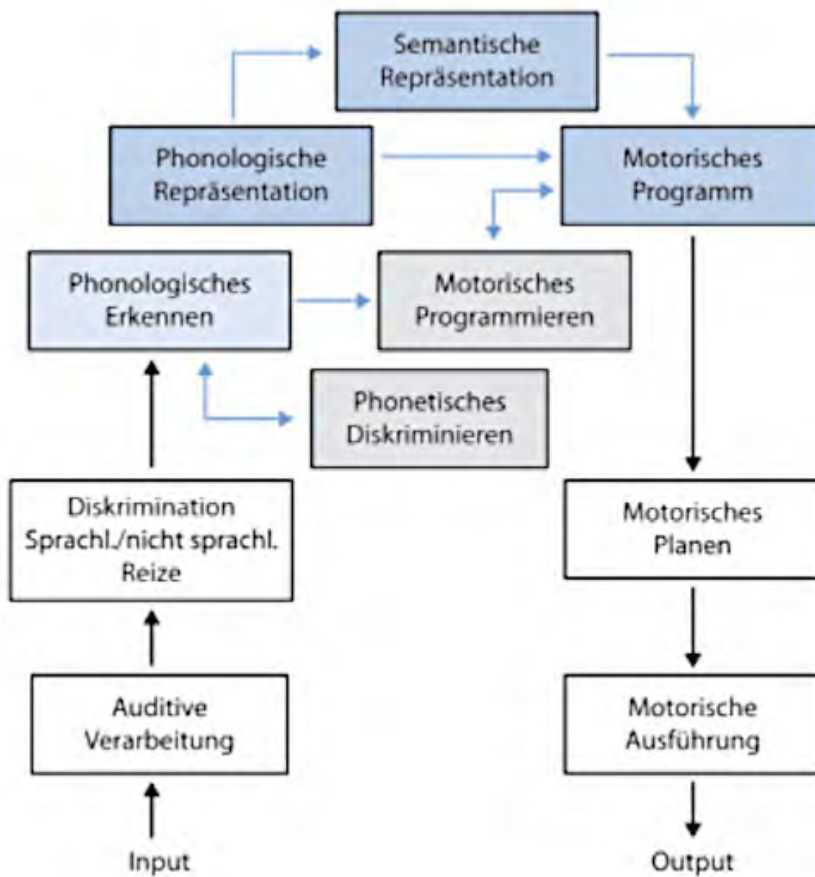 Semantische
Repräsentation
Phonologische
Repräsentation
Motorisches
Programm
Phonologisches
Erkennen
Motorisches
Programmieren
Phonetisches
Diskriminieren
Diskrimination
Sprachl./nicht sprachl.
Reize
Motorisches
Planen
Auditive
Verarbeitung
Motorische
Ausführung
Input
Output